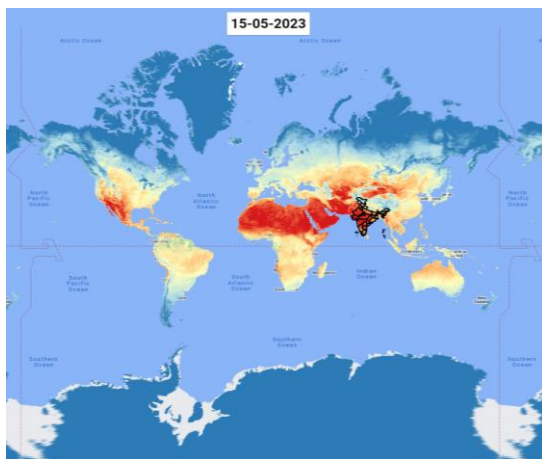 15-05-2023
Arctic Ocean
Arctic Ocean
North
Pacific
Ocean
North
Atlantic
Ocean
North
Pacific
Ocean
South
Pacific
Ocean
South
Atlantic
Ocean
Indian
Ocean
South
Pacific
Ocean
Southern
Ocean
Southern
Ocean
Southern
Ocean